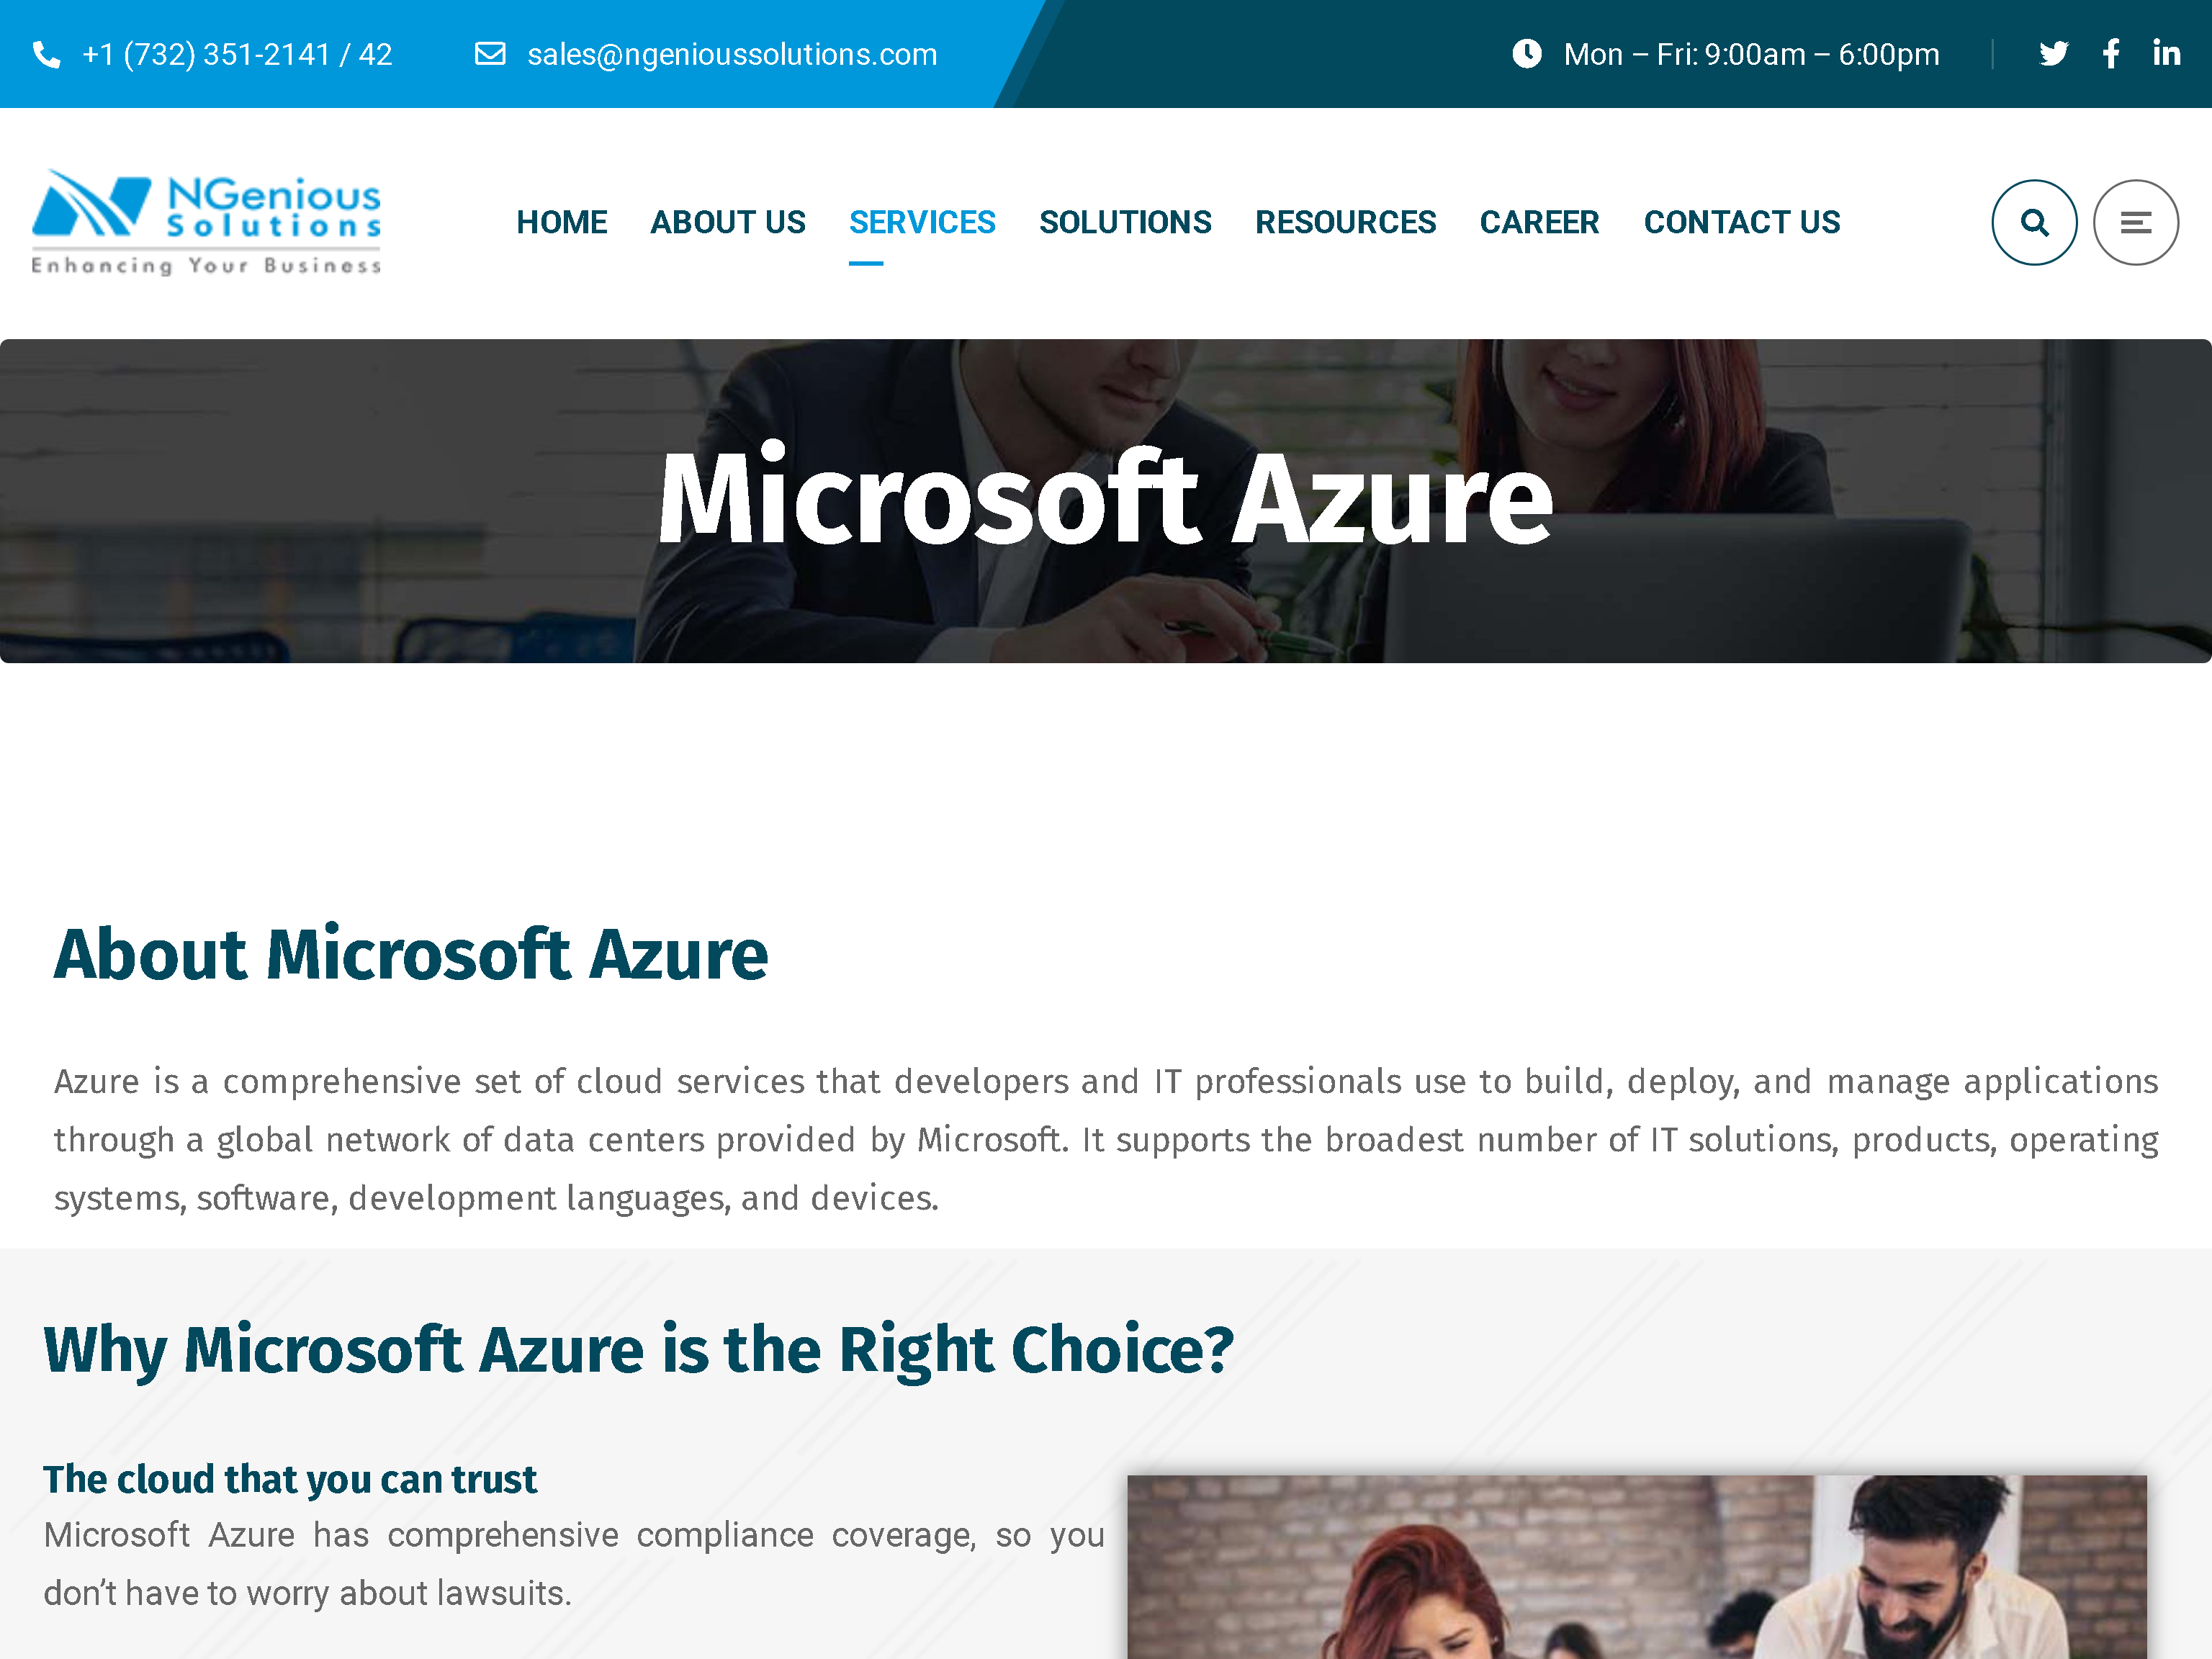 +1 (732) 351-2141 / 42
sales@ngenioussolutions.com
Mon – Fri: 9:00am – 6:00pm
NGenious
Solutions
Enhancing Your Business
HOME ABOUT US SERVICES SOLUTIONS RESOURCES CAREER CONTACT US
Microsoft Azure
About Microsoft Azure
Azure is a comprehensive set of cloud services that developers and IT professionals use to build, deploy, and manage applications
through a global network of data centers provided by Microsoft. It supports the broadest number of IT solutions, products, operating
systems, software, development languages, and devices.
Why Microsoft Azure is the Right Choice?
The cloud that you can trust
Microsoft Azure has comprehensive compliance coverage, so you
don’t have to worry about lawsuits.